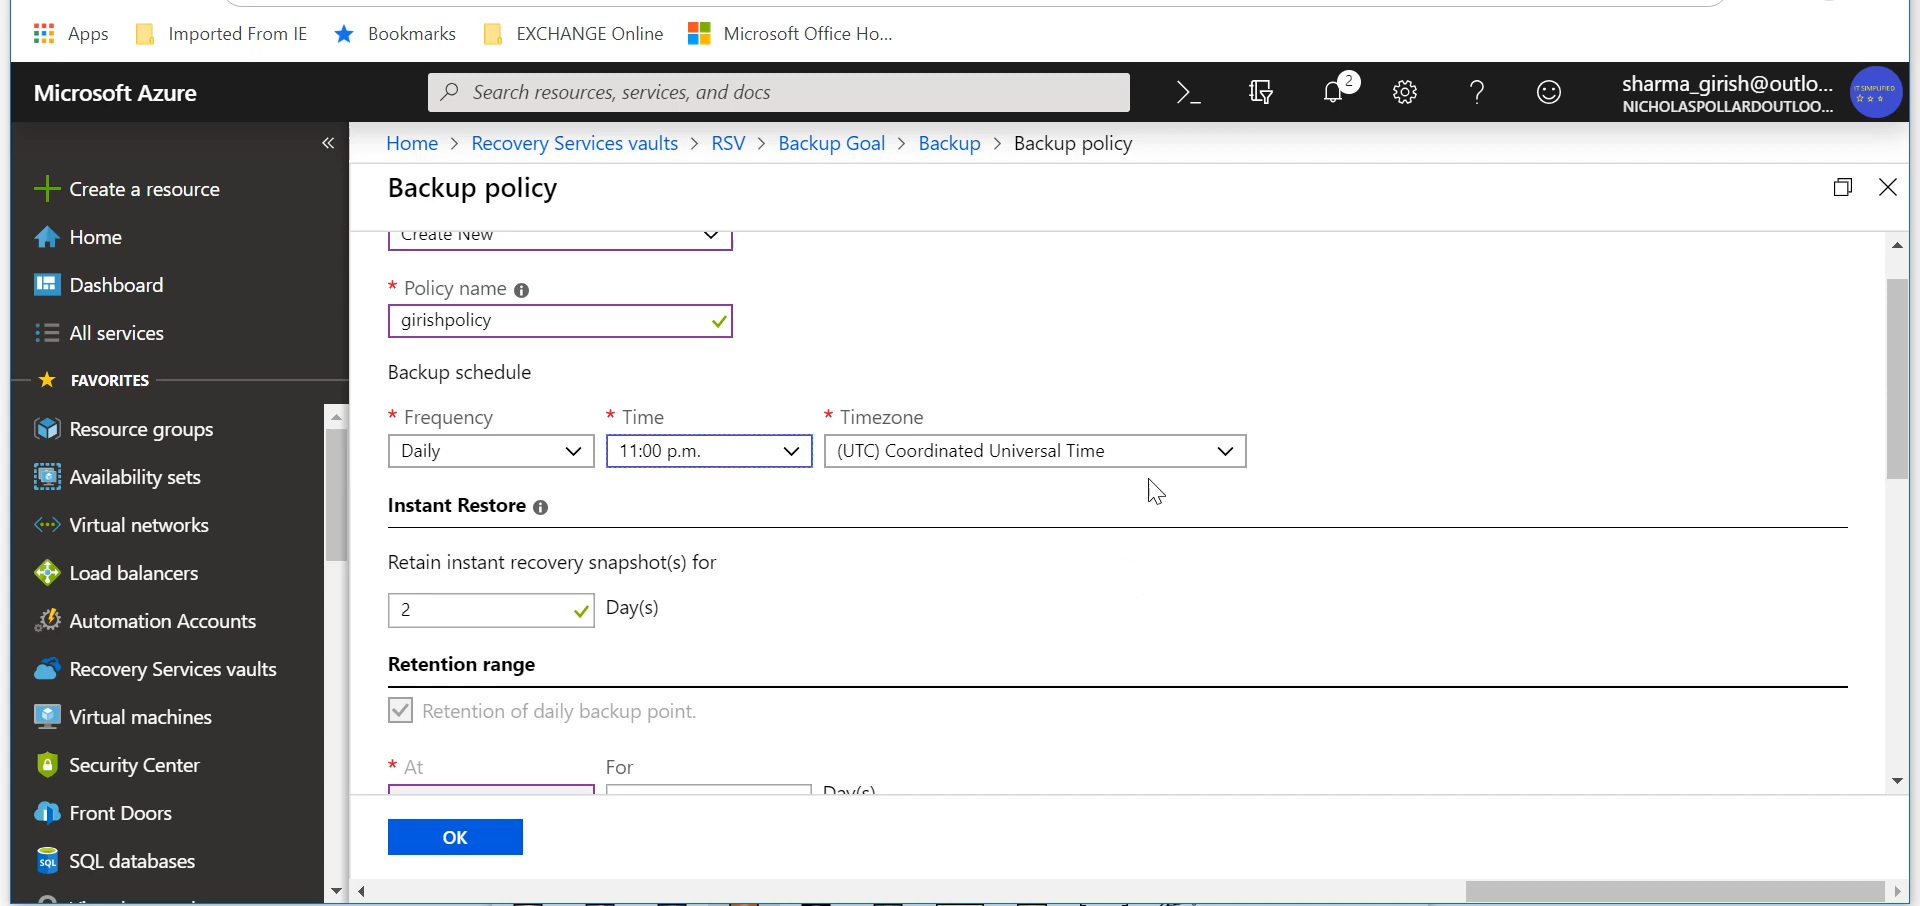 Apps Imported From IE Bookmarks EXCHANGE Online Microsoft Office Ho...
Microsoft Azure Search resources, services, and docs 2 sharma_girish@outlo...
NICHOLASPOLLARDOUTLOO...
IT SIMPLIFIED
« Home > Recovery Services vaults > RSV > Backup Goal > Backup > Backup policy
Create a resource
Home
Dashboard
All services
FAVORITES
Resource groups
Availability sets
Virtual networks
Load balancers
Automation Accounts
Recovery Services vaults
Virtual machines
Security Center
Front Doors
SQL databases
SQL
Backup policy
Create New
* Policy name
girishpolicy
Backup schedule
* Frequency * Time * Timezone
Daily 11:00 p.m. (UTC) Coordinated Universal Time
Instant Restore
Retain instant recovery snapshot(s) for
2 Day(s)
Retention range
Retention of daily backup point.
* At For
Day(s)
OK